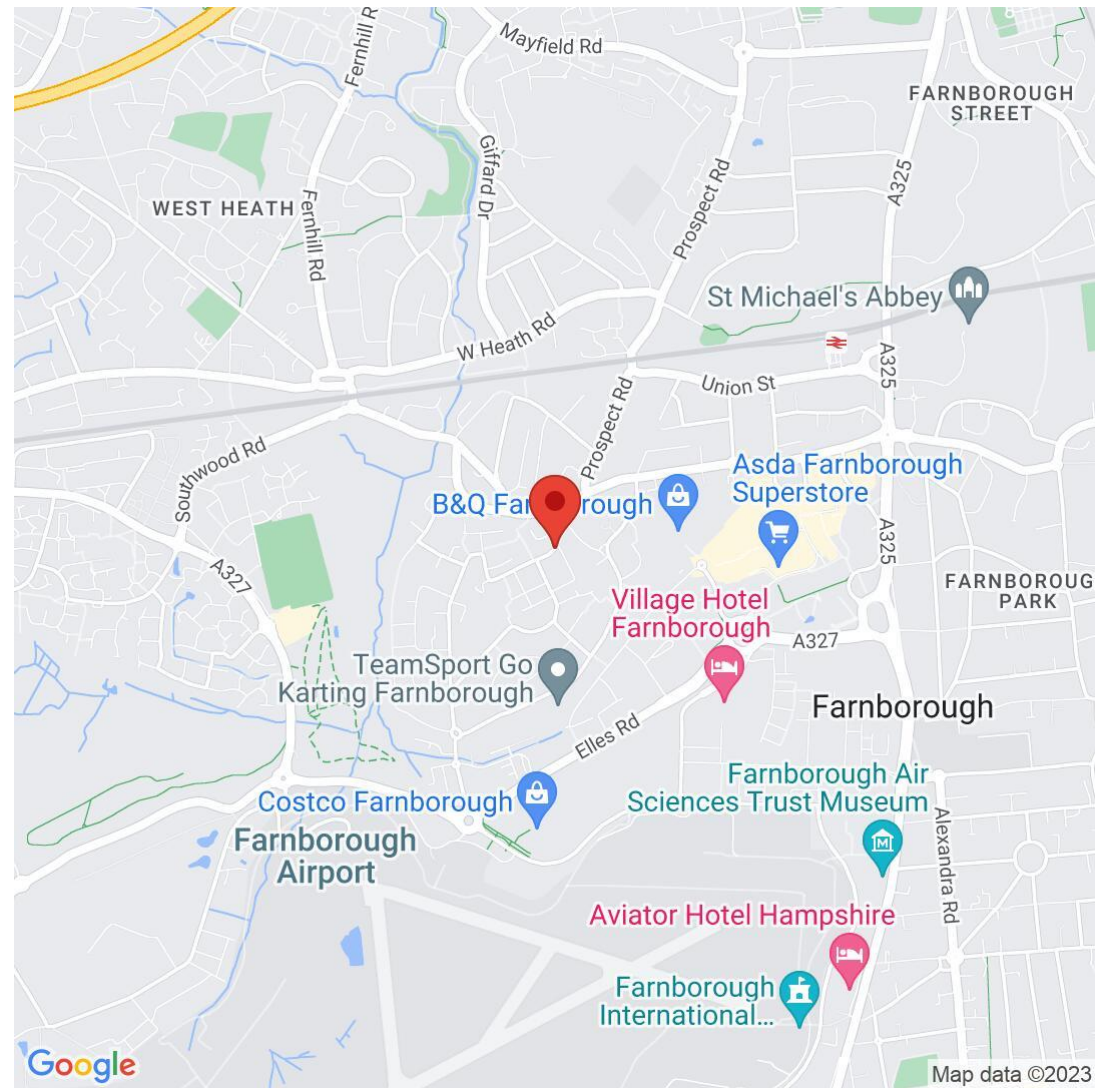 Mayfield Rd
Fernhill R
FARNBOROUGH
STREET
Giffard Dr
A325
Prospect Rd
WEST HEATH
Fernhill Rd
St Michael's Abbey
W Heath Rd
A325
Union St
Prospect Rd
Southwood Rd
Asda Farnborough
Superstore
B&Q Fa rough
A325
A327
FARNBOROUG
PARK
Village Hotel
Farnborough
A327
TeamSport Go
Karting Farnborough
Farnborough
Elles Rd
Farnborough Air
Sciences Trust Museum
Costco Farnborough
Alexandra Rd
Farnborough
Airport
Aviator Hotel Hampshire
Farnborough
International...
Google
Map data ©2023